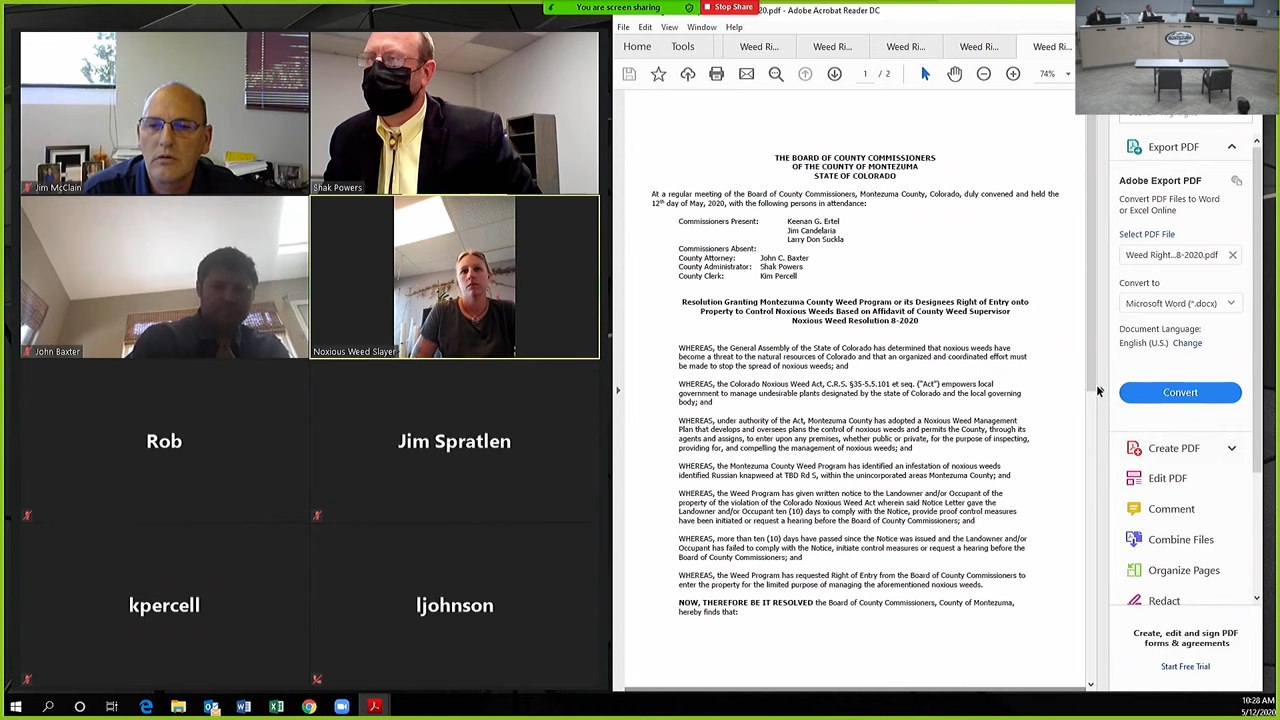 You are screen sharing
Stop Share
20.pdf - Adobe Acrobat Reader DC
File Edit View Window Help
Home Tools Weed Ri... Weed Ri... Weed Ri... Weed Ri... Weed Ri...
1 / 2 74%
MONTEZUMA
Jim McClain
Shak Powers
John Baxter
Noxious Weed Slayer
Rob
Jim Spratlen
kpercell
ljohnson
THE BOARD OF COUNTY COMMISSIONERS
OF THE COUNTY OF MONTEZUMA
STATE OF COLORADO
At a regular meeting of the Board of County Commissioners, Montezuma County, Colorado, duly convened and held the
12th day of May, 2020, with the following persons in attendance:
Commissioners Present: Keenan G. Ertel
Jim Candelaria
Larry Don Suckla
Commissioners Absent:
County Attorney: John C. Baxter
County Administrator: Shak Powers
County Clerk: Kim Percell
Resolution Granting Montezuma County Weed Program or its Designees Right of Entry onto
Property to Control Noxious Weeds Based on Affidavit of County Weed Supervisor
Noxious Weed Resolution 8-2020
WHEREAS, the General Assembly of the State of Colorado has determined that noxious weeds have
become a threat to the natural resources of Colorado and that an organized and coordinated effort must
be made to stop the spread of noxious weeds; and
WHEREAS, the Colorado Noxious Weed Act, C.R.S. §35-5.5.101 et seq. ("Act") empowers local
government to manage undesirable plants designated by the state of Colorado and the local governing
body; and
WHEREAS, under authority of the Act, Montezuma County has adopted a Noxious Weed Management
Plan that develops and oversees plans the control of noxious weeds and permits the County, through its
agents and assigns, to enter upon any premises, whether public or private, for the purpose of inspecting,
providing for, and compelling the management of noxious weeds; and
WHEREAS, the Montezuma County Weed Program has identified an infestation of noxious weeds
identified Russian knapweed at TBD Rd S, within the unincorporated areas Montezuma County; and
WHEREAS, the Weed Program has given written notice to the Landowner and/or Occupant of the
property of the violation of the Colorado Noxious Weed Act wherein said Notice Letter gave the
Landowner and/or Occupant ten (10) days to comply with the Notice, provide proof control measures
have been initiated or request a hearing before the Board of County Commissioners; and
WHEREAS, more than ten (10) days have passed since the Notice was issued and the Landowner and/or
Occupant has failed to comply with the Notice, initiate control measures or request a hearing before the
Board of County Commissioners; and
WHEREAS, the Weed Program has requested Right of Entry from the Board of County Commissioners to
enter the property for the limited purpose of managing the aforementioned noxious weeds.
NOW, THEREFORE BE IT RESOLVED the Board of County Commissioners, County of Montezuma,
hereby finds that:
Export PDF
Adobe Export PDF
Convert PDF Files to Word
or Excel Online
Select PDF File
Weed Right...8-2020.pdf
Convert to
Microsoft Word (*.docx)
Document Language:
English (U.S.) Change
Convert
Create PDF
Edit PDF
Comment
Combine Files
Organize Pages
Redact
Create, edit and sign PDF
forms & agreements
Start Free Trial
10:28 AM
5/12/2020